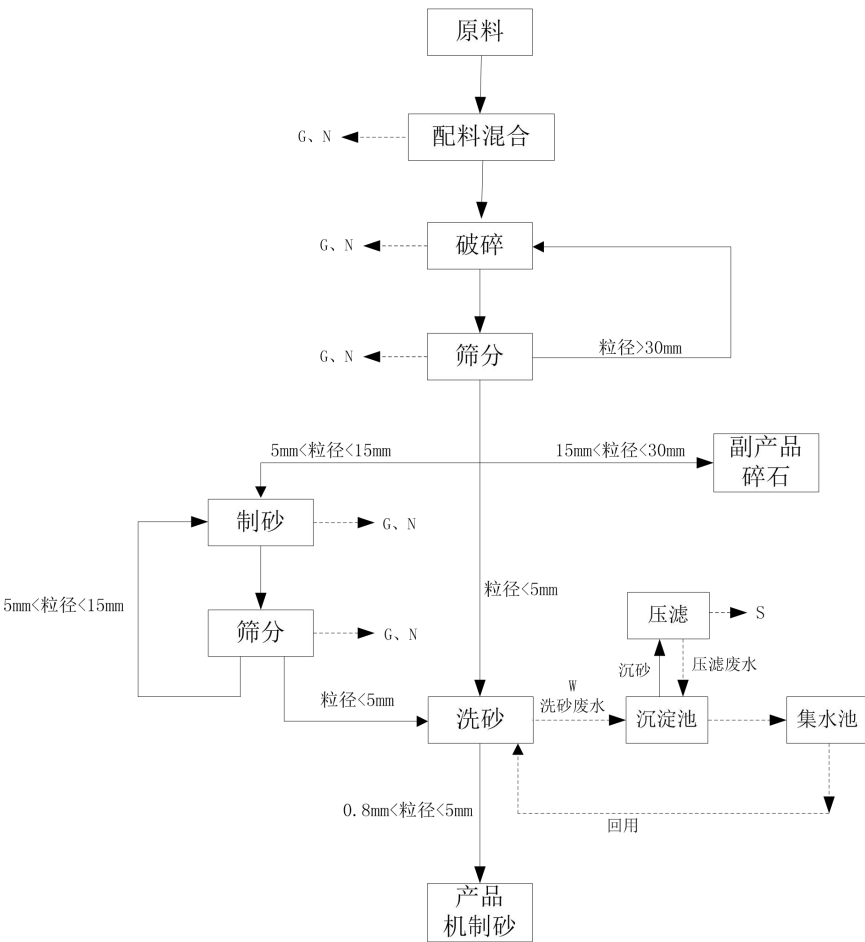 原料
G、N
配料混合
G、N
破碎
G、N
筛分
粒径>30mm
5mm<粒径<15mm
15mm<粒径<30mm
副产品
碎石
制砂
G、N
5mm<粒径<15mm
粒径<5mm
筛分
G、N
压滤
S
沉砂
压滤废水
粒径<5mm
洗砂
W
洗砂废水
沉淀池
集水池
0.8mm<粒径<5mm
回用
产品
机制砂